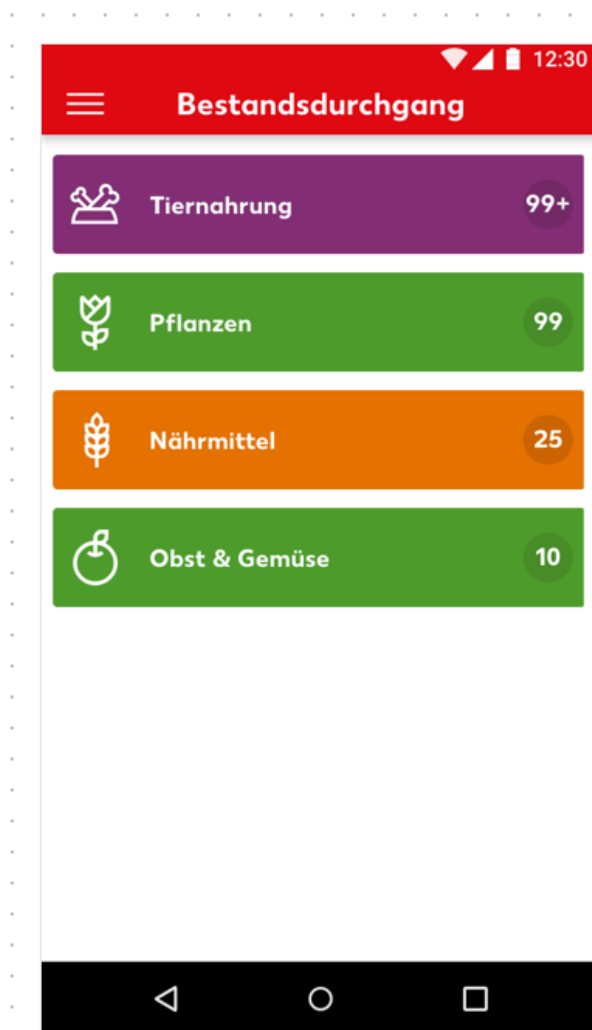 12:30
Bestandsdurchgang
Tiernahrung 99+
Pflanzen 99
Nährmittel 25
Obst & Gemüse 10